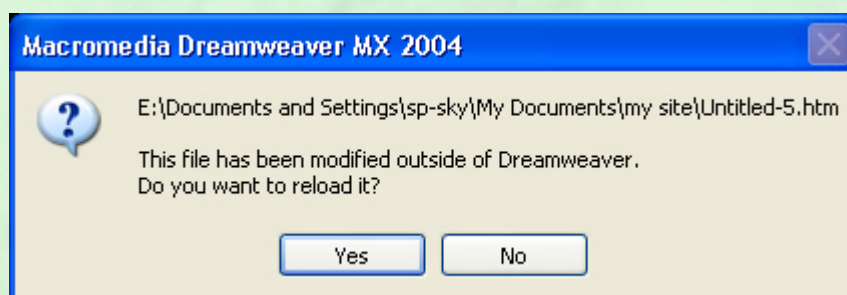 Macromedia Dreamweaver MX 2004
E:\Documents and Settings\sp-sky\My Documents\my site\Untitled-5.htm
This file has been modified outside of Dreamweaver.
Do you want to reload it?
Yes No